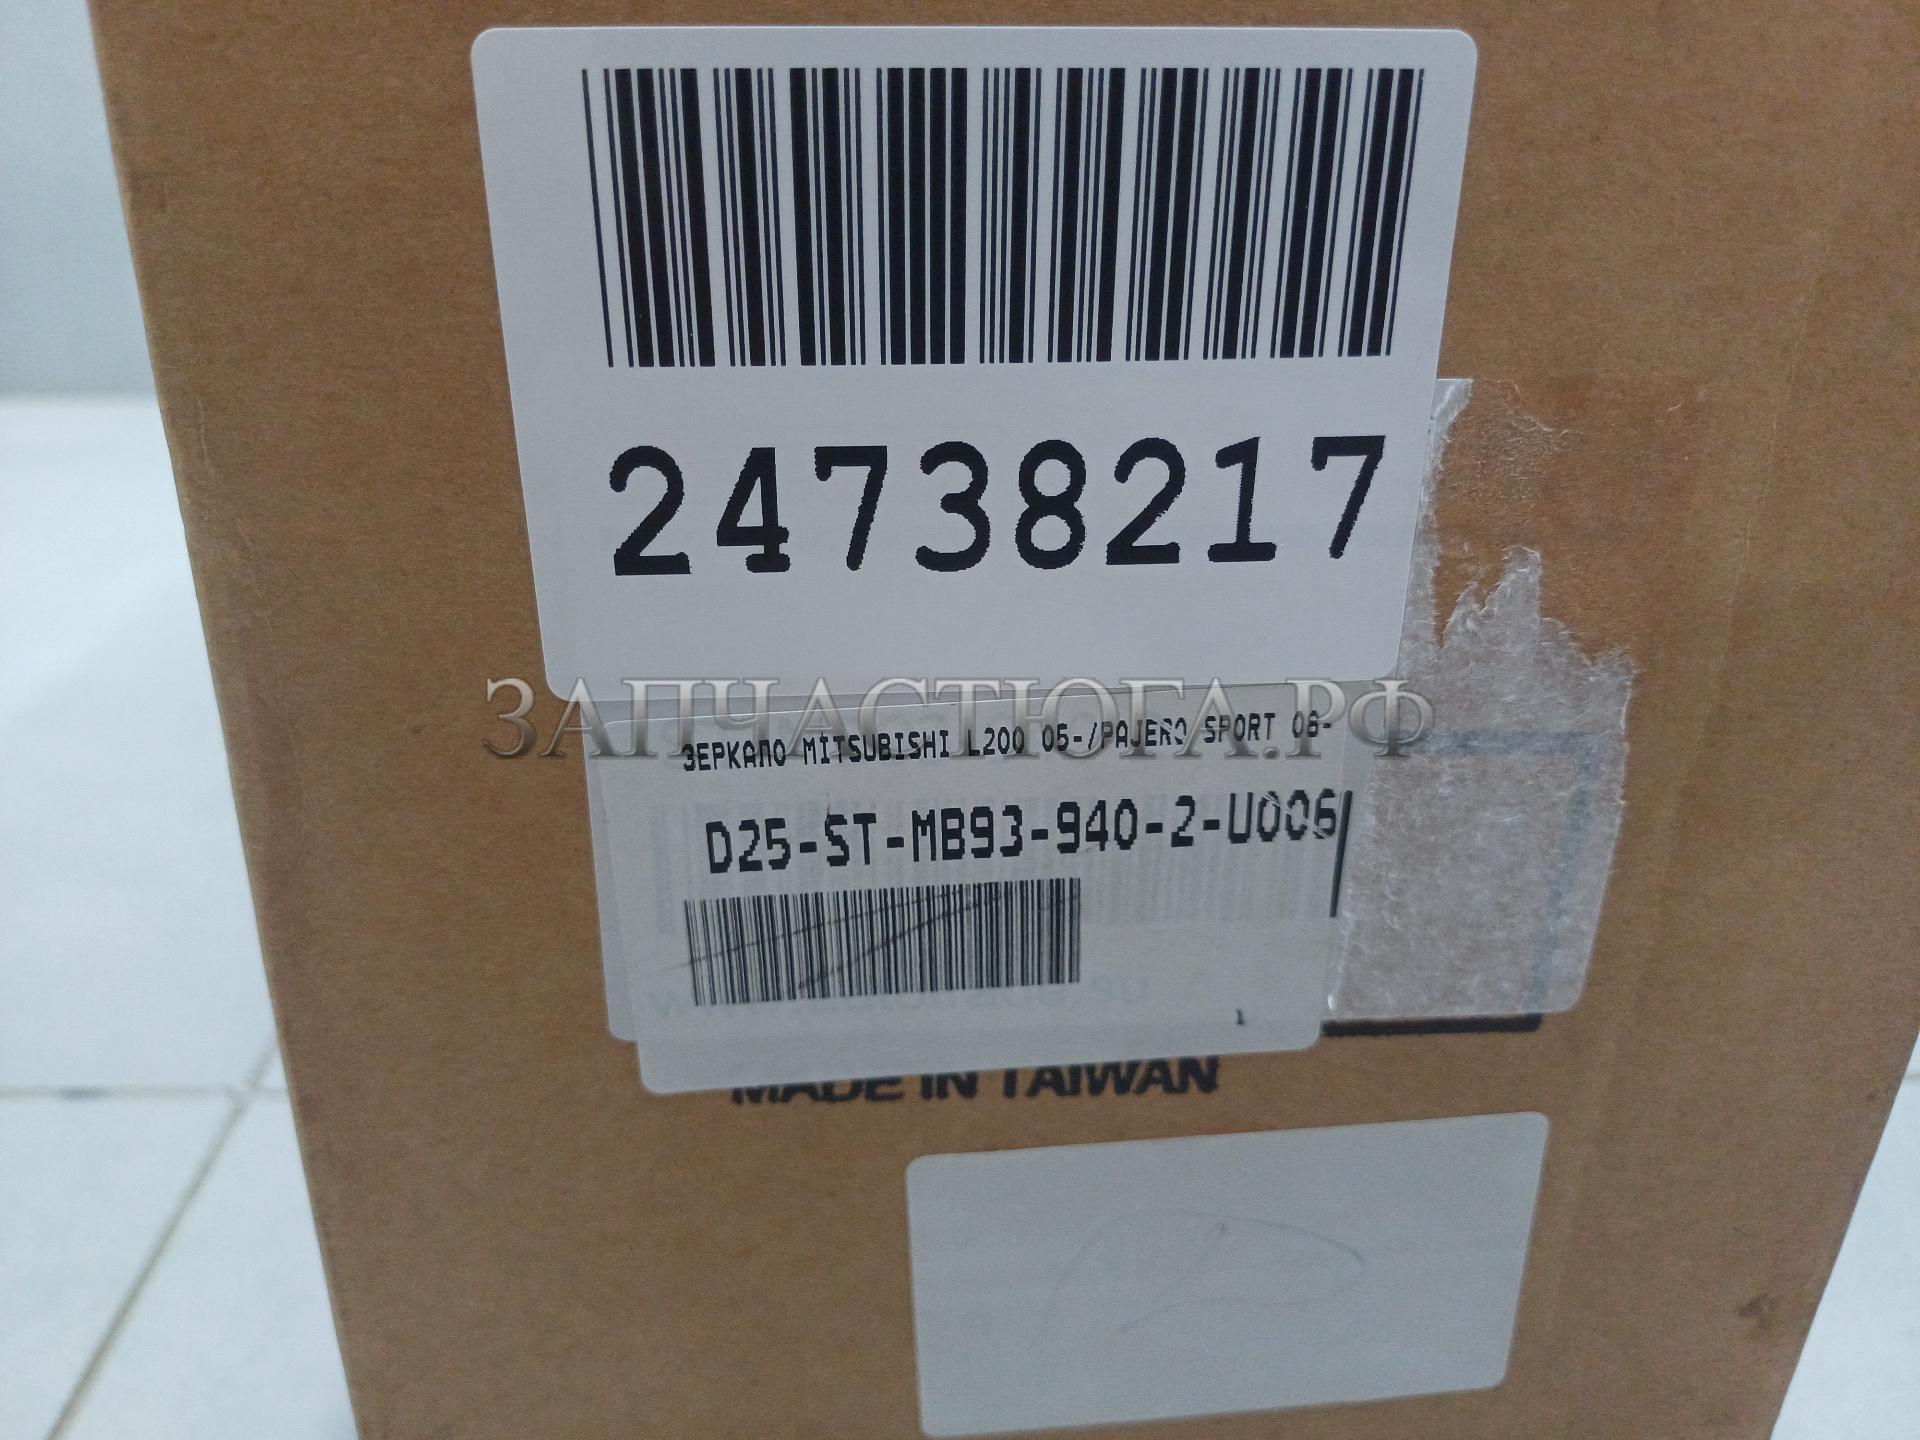 24738217
ЗАПЧАСТЮГА.РФ
ЗЕРКАЛО MITSUBISHI L200 05-/PAJERO SPORT 08-
D25-ST-MB93-940-2-U006
1
MADE IN TAIWAN